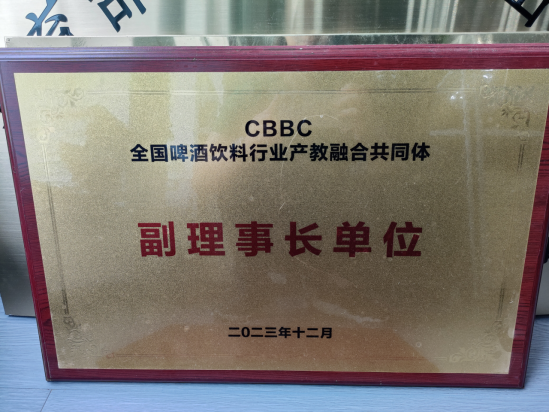 CBBC
全国啤酒饮料行业产教融合共同体
副理事长单位
二〇二三年十二月